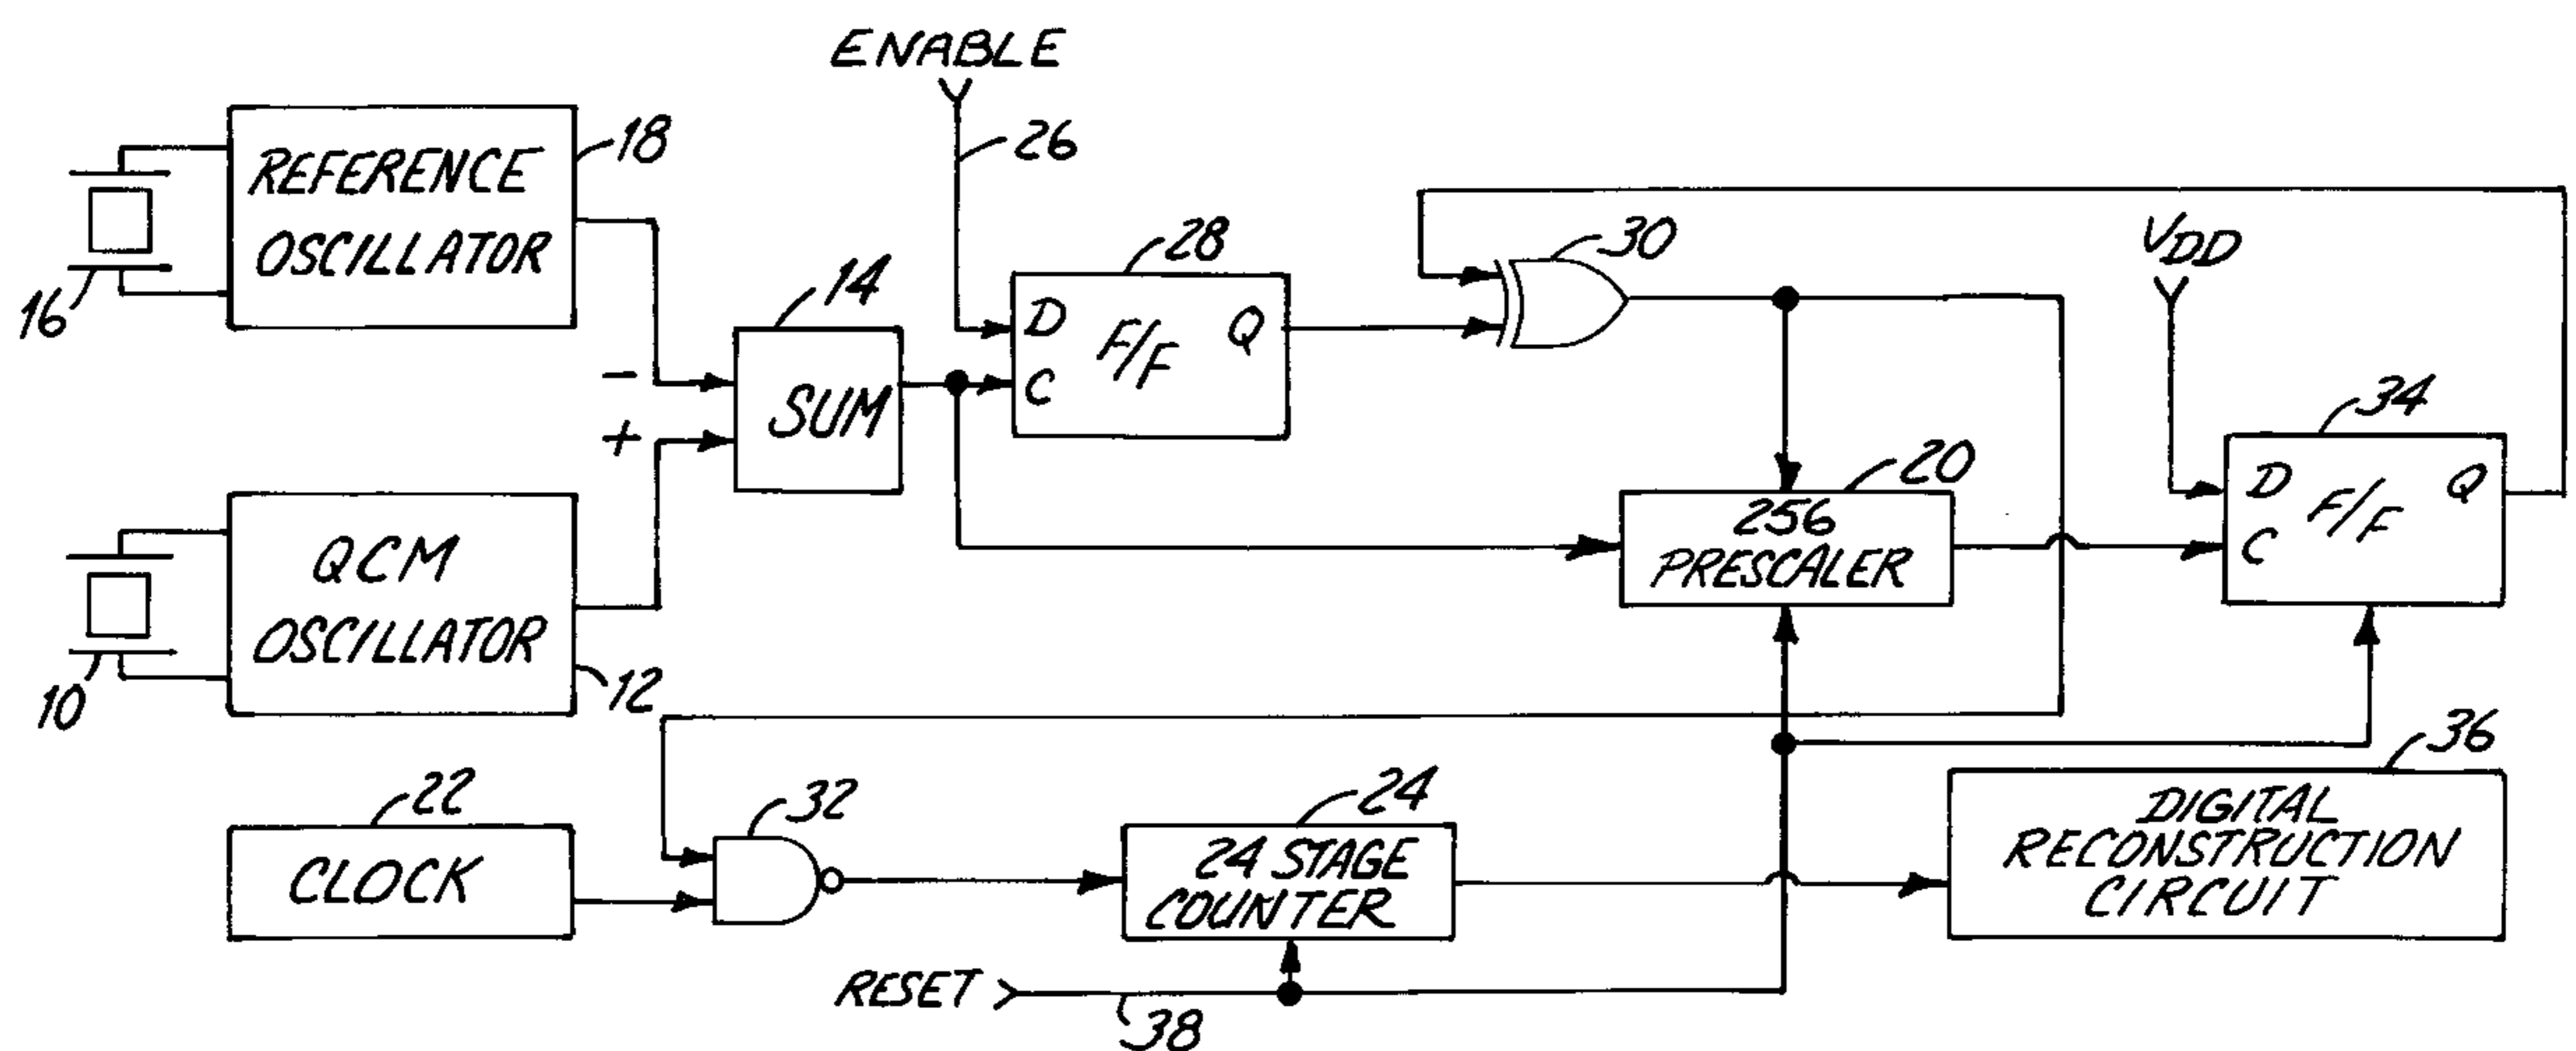 ENABLE
26
REFERENCE
OSCILLATOR
18
16
−
+
14
SUM
28
D
F/F
Q
C
30
VDD
34
D
F/F
Q
C
20
256
PRESCALER
QCM
OSCILLATOR
10
12
22
CLOCK
32
24
24 STAGE
COUNTER
36
DIGITAL
RECONSTRUCTION
CIRCUIT
RESET
38